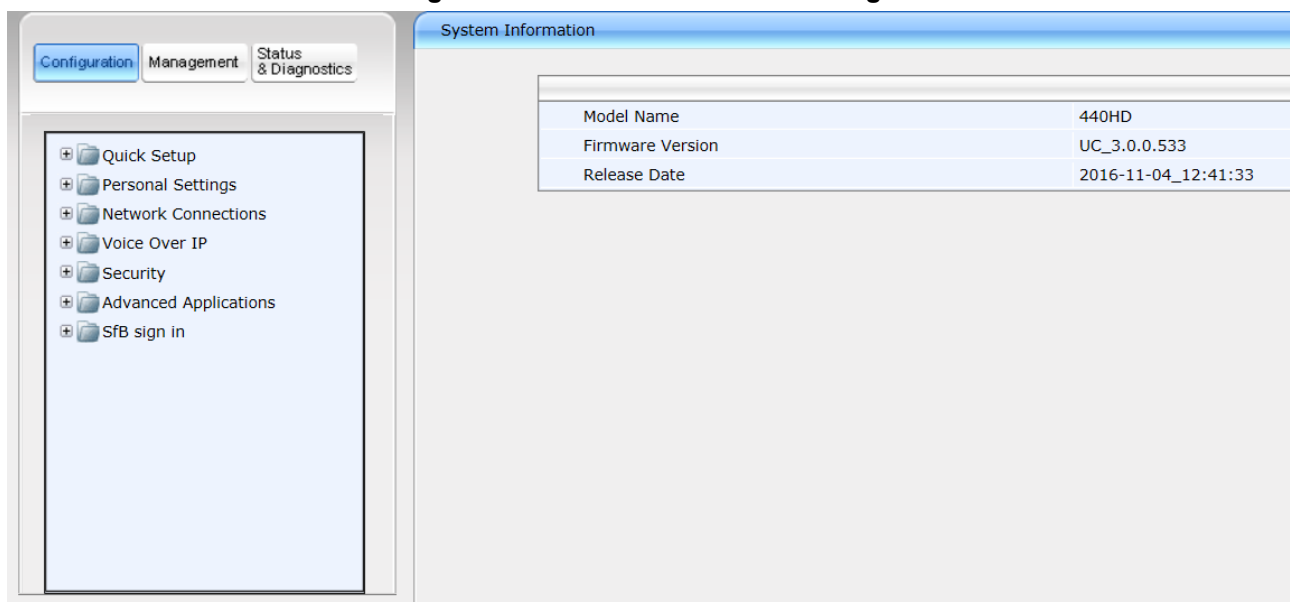 System Information
Configuration
Management
Status
& Diagnostics
Quick Setup
Personal Settings
Network Connections
Voice Over IP
Security
Advanced Applications
SfB sign in
Model Name 440HD
Firmware Version UC_3.0.0.533
Release Date 2016-11-04_12:41:33